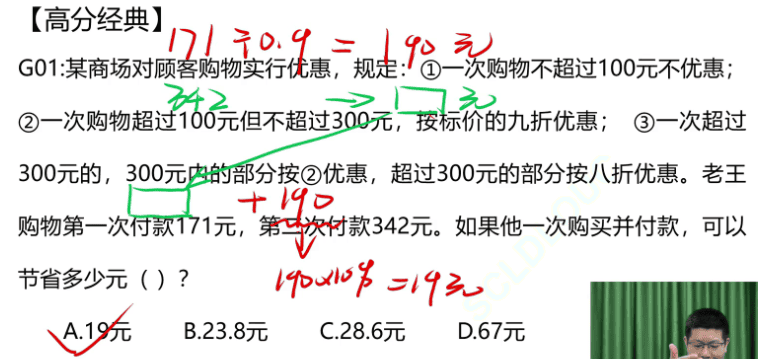 【高分经典】
171÷0.9=190元
G01:某商场对顾客购物实行优惠，规定：①一次购物不超过100元不优惠；
342 → 元
②一次购物超过100元但不超过300元，按标价的九折优惠； ③一次超过
300元的，300元内的部分按②优惠，超过300元的部分按八折优惠。老王
+190
购物第一次付款171元，第二次付款342元。如果他一次购买并付款，可以
节省多少元（ ）？
190×10%=19元
A.19元 B.23.8元 C.28.6元 D.67元